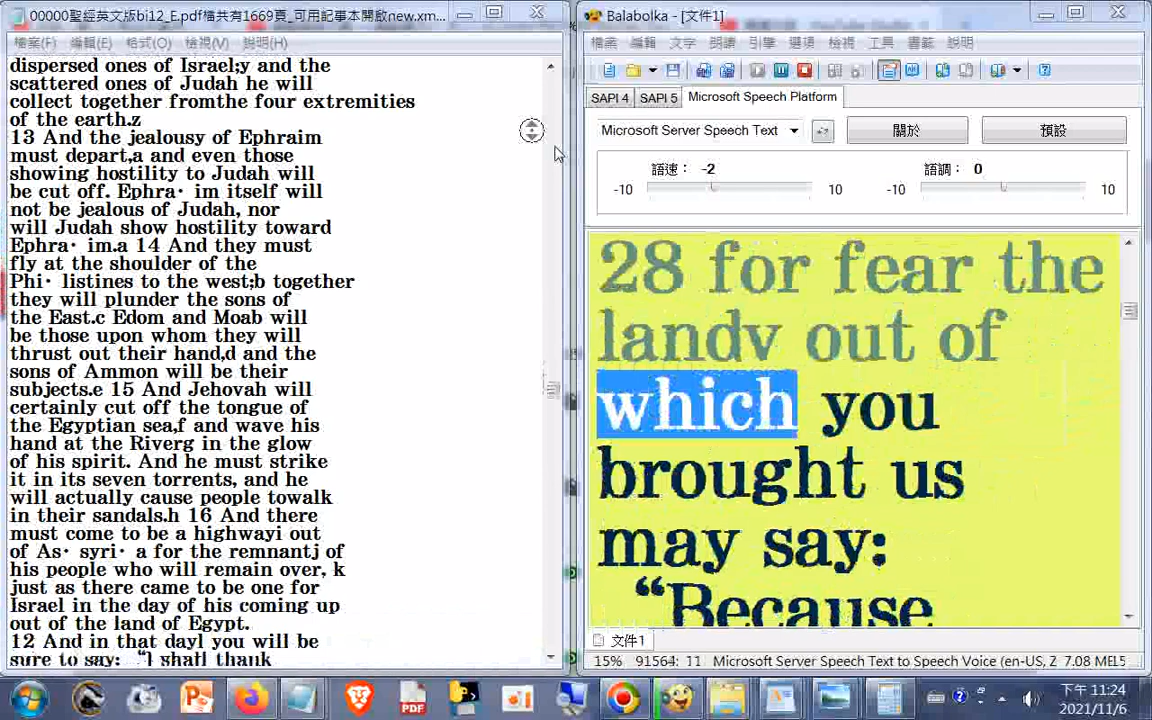 00000聖經英文版bi12_E.pdf檔共有1669頁_可用記事本開啟new.xm...
檔案(F) 編輯(E) 格式(O) 檢視(V) 說明(H)
dispersed ones of Israel;y and the
scattered ones of Judah he will
collect together fromthe four extremities
of the earth.z
13 And the jealousy of Ephraim
must depart,a and even those
showing hostility to Judah will
be cut off. Ephra· im itself will
not be jealous of Judah, nor
will Judah show hostility toward
Ephra· im.a 14 And they must
fly at the shoulder of the
Phi· listines to the west;b together
they will plunder the sons of
the East.c Edom and Moab will
be those upon whom they will
thrust out their hand,d and the
sons of Ammon will be their
subjects.e 15 And Jehovah will
certainly cut off the tongue of
the Egyptian sea,f and wave his
hand at the Riverg in the glow
of his spirit. And he must strike
it in its seven torrents, and he
will actually cause people towalk
in their sandals.h 16 And there
must come to be a highwayi out
of As· syri· a for the remnantj of
his people who will remain over, k
just as there came to be one for
Israel in the day of his coming up
out of the land of Egypt.
12 And in that dayl you will be
sure to say: “I shall thank
Balabolka - [文件1]
檔案 編輯 文字 朗讀 引擎 選項 檢視 工具 書籤 說明
SAPI 4 SAPI 5 Microsoft Speech Platform
Microsoft Server Speech Text 關於 預設
語速： -2 語調： 0
-10 10 -10 10
28 for fear the
landv out of
which you
brought us
may say:
“Because
文件1
15% 91564: 11 Microsoft Server Speech Text to Speech Voice (en-US, Z 7.08 MB
PDF
下午 11:24
2021/11/6